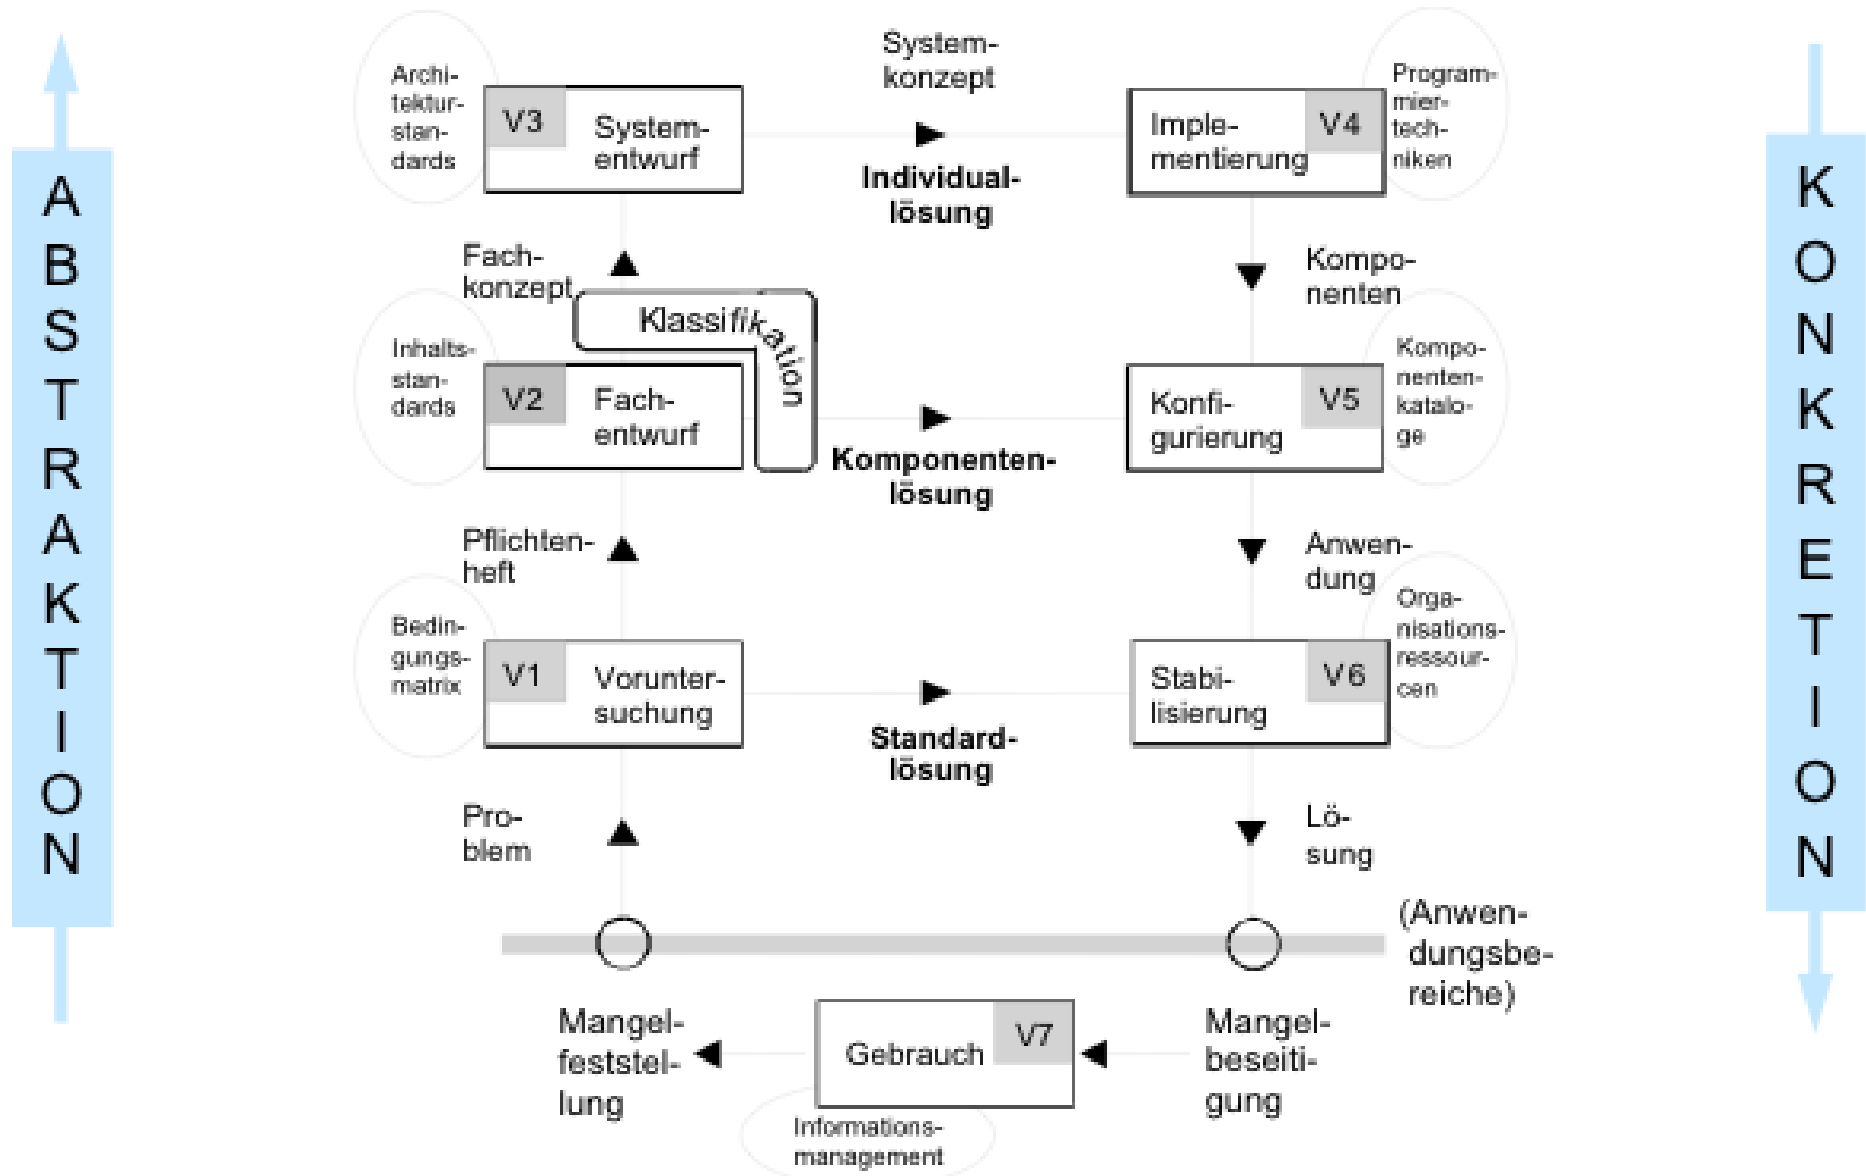 ABSTRAKTION
Archi-
tektur-
stan-
dards
V3
System-
entwurf
System-
konzept
Individual-
lösung
Imple-
mentierung
V4
Program-
mier-
tech-
niken
KONKRETION
Fach-
konzept
Klassifikation
Kompo-
nenten
Inhalts-
stan-
dards
V2
Fach-
entwurf
Komponenten-
lösung
Konfi-
gurierung
V5
Kompo-
nenten-
katalo-
ge
Pflichten-
heft
Anwen-
dung
Bedin-
gungs-
matrix
V1
Vorunter-
suchung
Standard-
lösung
Stabi-
lisierung
V6
Orga-
nisations-
ressour-
cen
Pro-
blem
Lö-
sung
(Anwen-
dungsbe-
reiche)
Mangel-
feststel-
lung
Gebrauch
V7
Mangel-
beseiti-
gung
Informations-
management